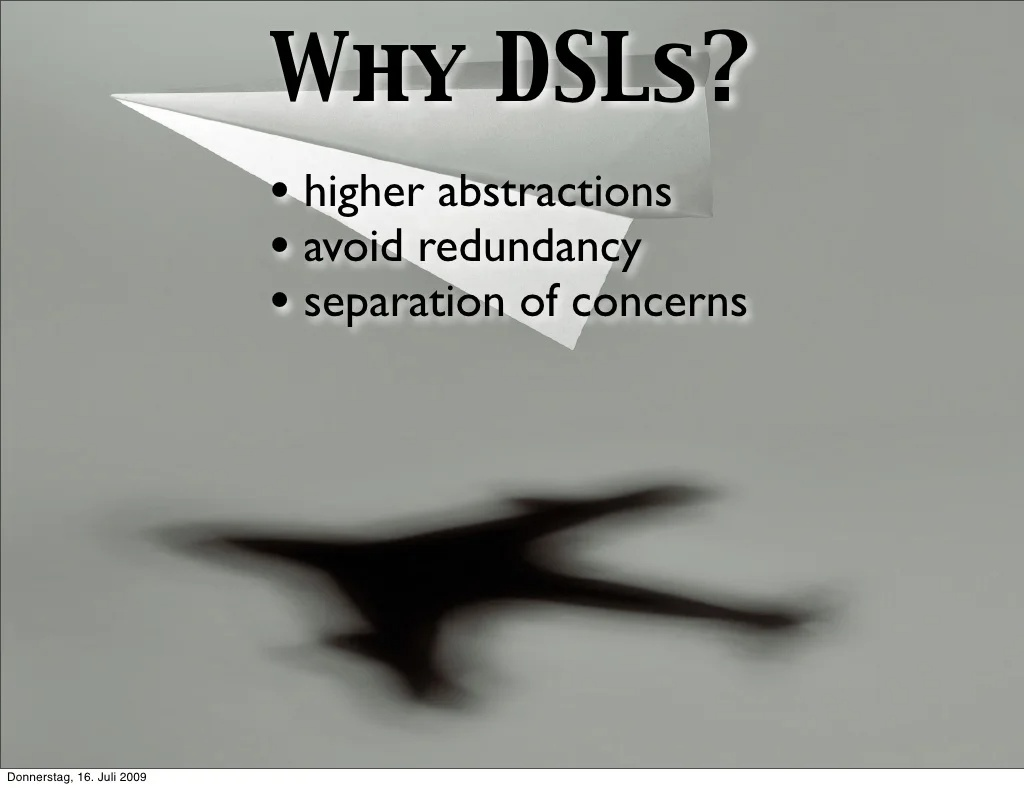 Why DSLs?
• higher abstractions
• avoid redundancy
• separation of concerns
Donnerstag, 16. Juli 2009